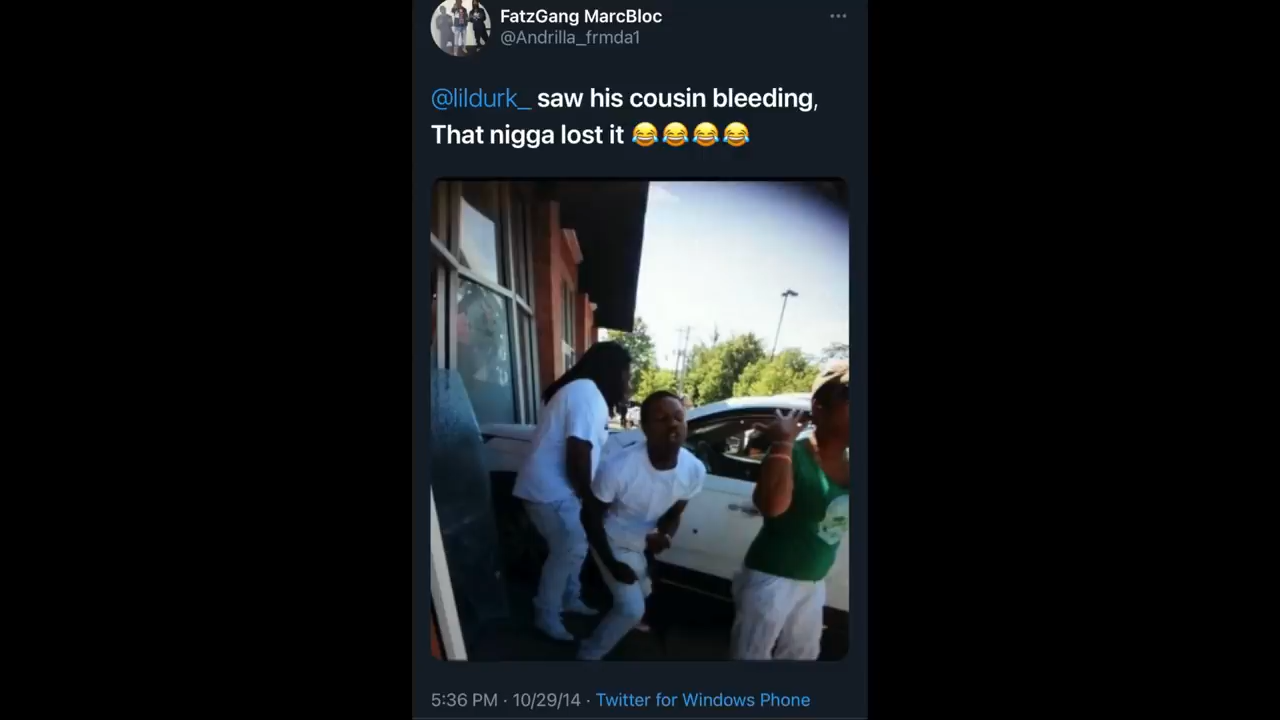 FatzGang MarcBloc
@Andrilla_frmda1
@lildurk_ saw his cousin bleeding,
That nigga lost it 😂😂😂😂
5:36 PM · 10/29/14 · Twitter for Windows Phone